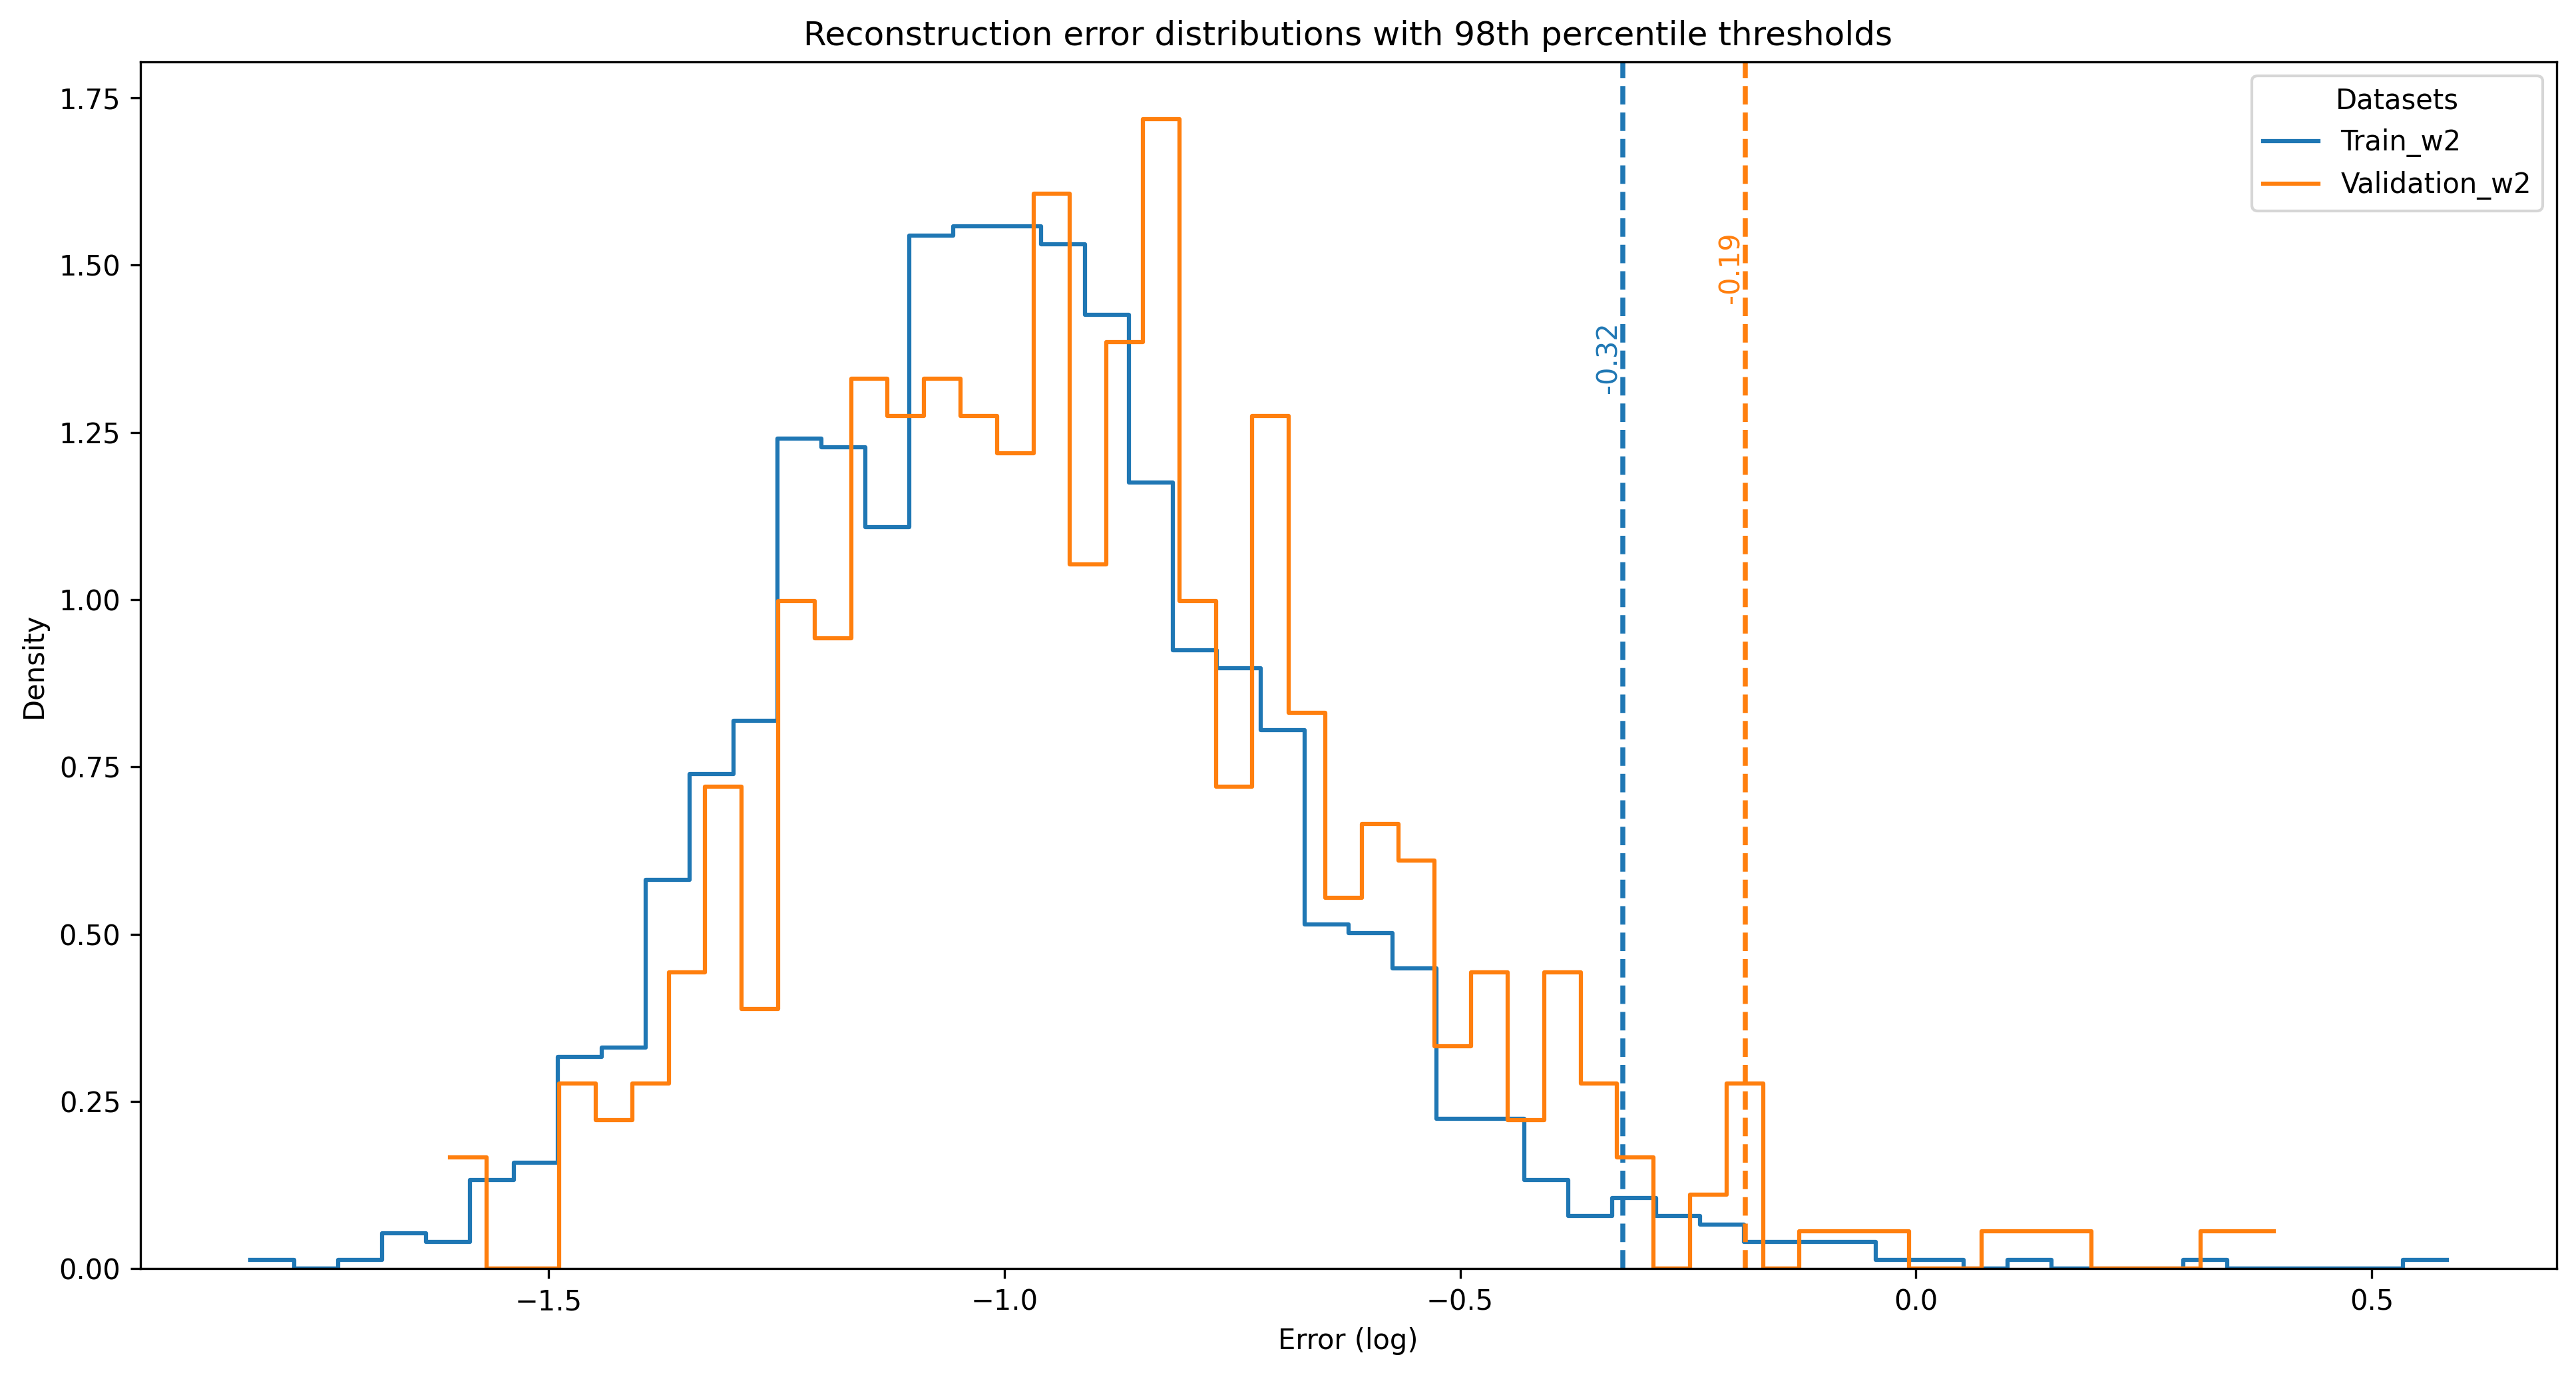 Reconstruction error distributions with 98th percentile thresholds
1.75
1.50
1.25
1.00
0.75
0.50
0.25
0.00
Density
-0.32
-0.19
Datasets
Train_w2
Validation_w2
−1.5
−1.0
−0.5
0.0
0.5
Error (log)